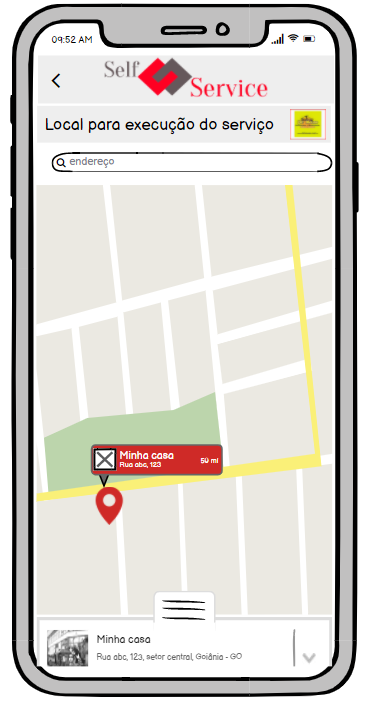 09:52 AM
Self
Service
Local para execução do serviço
endereço
Minha casa
Rua abc, 123
50 mi
Minha casa
Rua abc, 123, setor central, Goiânia - GO